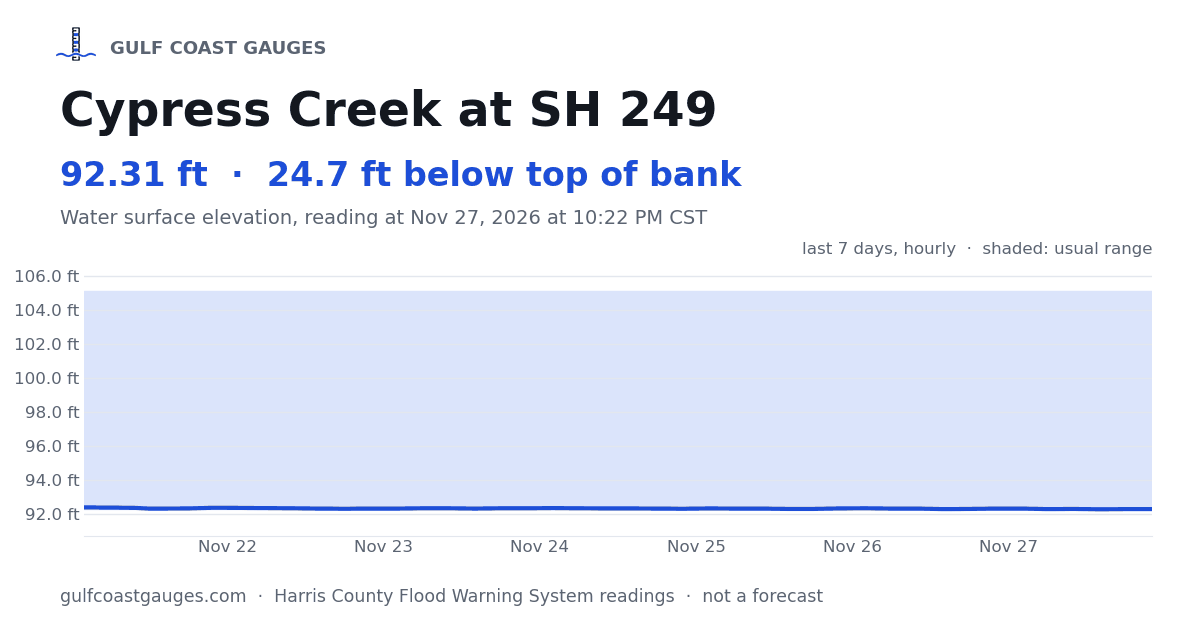 GULF COAST GAUGES
Cypress Creek at SH 249
92.31 ft · 24.7 ft below top of bank
Water surface elevation, reading at Nov 27, 2026 at 10:22 PM CST
last 7 days, hourly · shaded: usual range
106.0 ft
104.0 ft
102.0 ft
100.0 ft
98.0 ft
96.0 ft
94.0 ft
92.0 ft
Nov 22 Nov 23 Nov 24 Nov 25 Nov 26 Nov 27
gulfcoastgauges.com · Harris County Flood Warning System readings · not a forecast